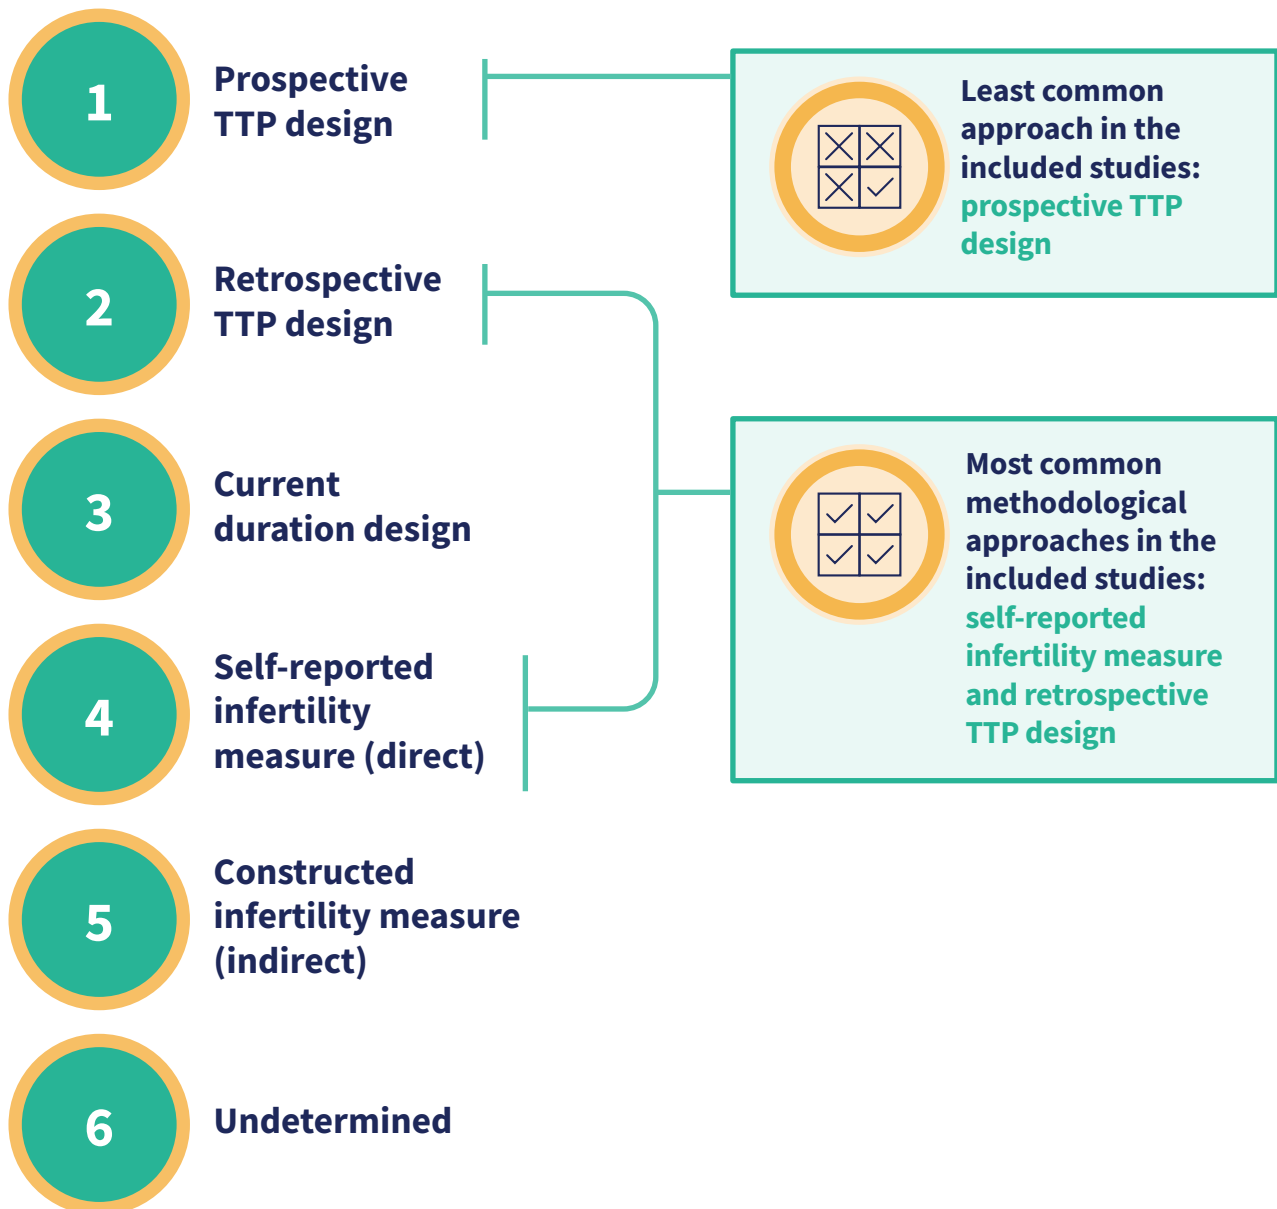 1
Prospective
TTP design
Least common
approach in the
included studies:
prospective TTP
design
2
Retrospective
TTP design
3
Current
duration design
Most common
methodological
approaches in the
included studies:
self-reported
infertility measure
and retrospective
TTP design
4
Self-reported
infertility
measure (direct)
5
Constructed
infertility measure
(indirect)
6
Undetermined